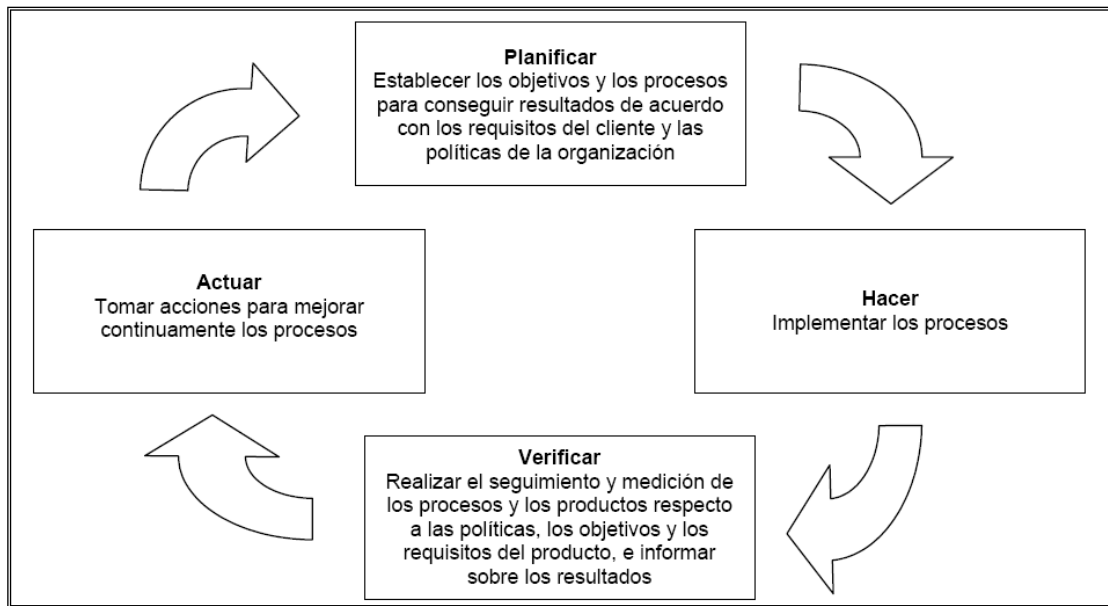 Planificar
Establecer los objetivos y los procesos
para conseguir resultados de acuerdo
con los requisitos del cliente y las
políticas de la organización
Actuar
Tomar acciones para mejorar
continuamente los procesos
Hacer
Implementar los procesos
Verificar
Realizar el seguimiento y medición de
los procesos y los productos respecto
a las políticas, los objetivos y los
requisitos del producto, e informar
sobre los resultados